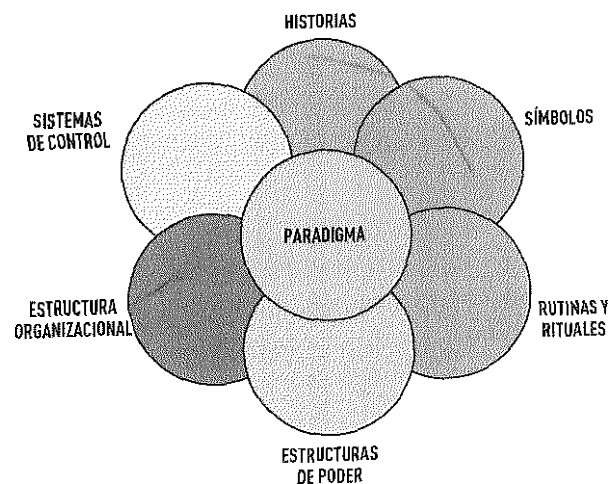 HISTORIAS
SÍMBOLOS
SISTEMAS
DE CONTROL
PARADIGMA
ESTRUCTURA
ORGANIZACIONAL
RUTINAS Y
RITUALES
ESTRUCTURAS
DE PODER